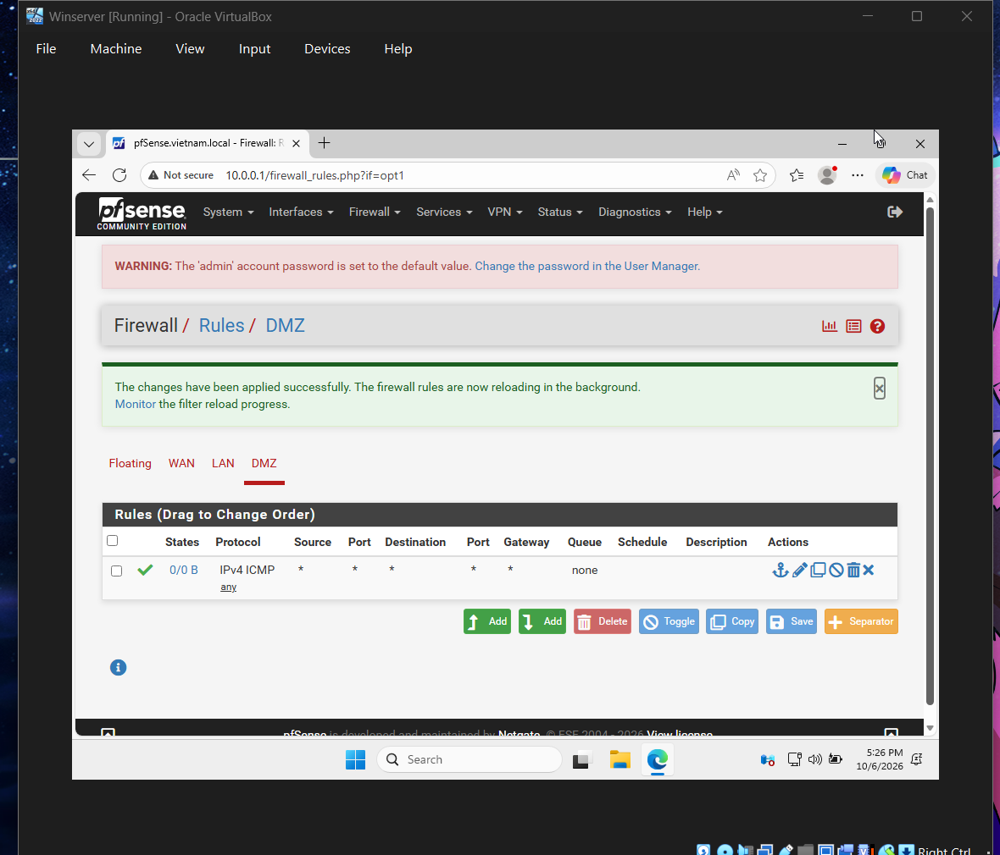 Winserver [Running] - Oracle VirtualBox
File Machine View Input Devices Help
pfSense.vietnam.local - Firewall: R
Not secure 10.0.0.1/firewall_rules.php?if=opt1 Chat
pfsense COMMUNITY EDITION System Interfaces Firewall Services VPN Status Diagnostics Help
WARNING: The 'admin' account password is set to the default value. Change the password in the User Manager.
Firewall / Rules / DMZ
The changes have been applied successfully. The firewall rules are now reloading in the background.
Monitor the filter reload progress.
Floating WAN LAN DMZ
Rules (Drag to Change Order)
States Protocol Source Port Destination Port Gateway Queue Schedule Description Actions
0/0 B IPv4 ICMP * * * * * none
any
Add Add Delete Toggle Copy Save Separator
pfSense is developed and maintained by Netgate. © ESF 2004 - 2026 View license.
Search
5:26 PM
10/6/2026
Right Ctrl